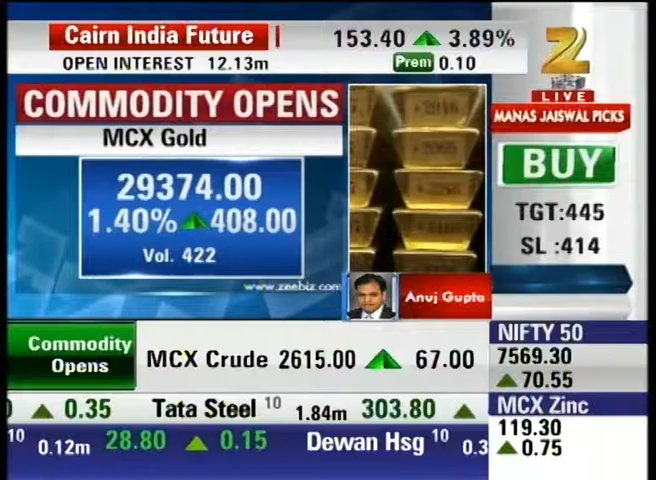 Cairn India Future
153.40 ▲ 3.89%
OPEN INTEREST 12.13m
Prem 0.10
Z
LIVE
MANAS JAISWAL PICKS
COMMODITY OPENS
MCX Gold
29374.00
1.40% ▲ 408.00
Vol. 422
www.zeebiz.com
BUY
TGT:445
SL :414
Anuj Gupta
Commodity
Opens
MCX Crude 2615.00 ▲ 67.00
NIFTY 50
7569.30
▲ 70.55
MCX Zinc
119.30
▲ 0.75
▲ 0.35 Tata Steel 10 1.84m 303.80 ▲
10 0.12m 28.80 ▲ 0.15 Dewan Hsg 10 0.3